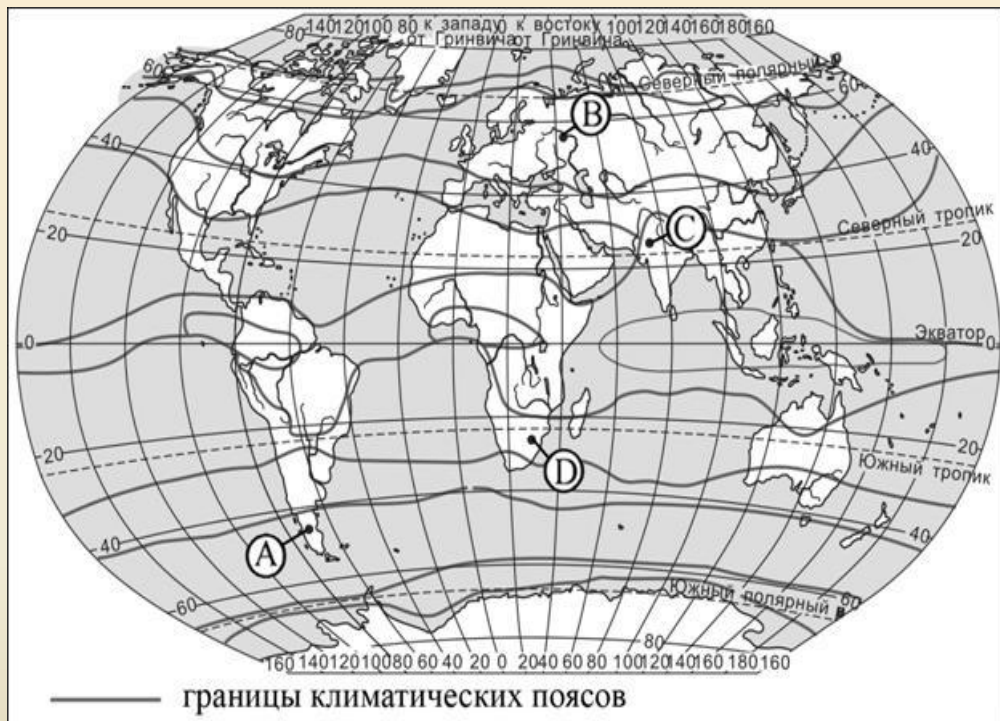 140 120 100 80 к западу 0 к востоку 100 120 140 160
от Гринвича от Гринвича
80
Северный полярный
60 60
B
40 40
C
Северный тропик
20 20
Экватор
0 0
20 20
D
Южный тропик
A
40 40
60 60
Южный полярный
80
160 140 120 100 80 60 40 20 0 20 40 60 80 100 120 140 160 180 160
границы климатических поясов